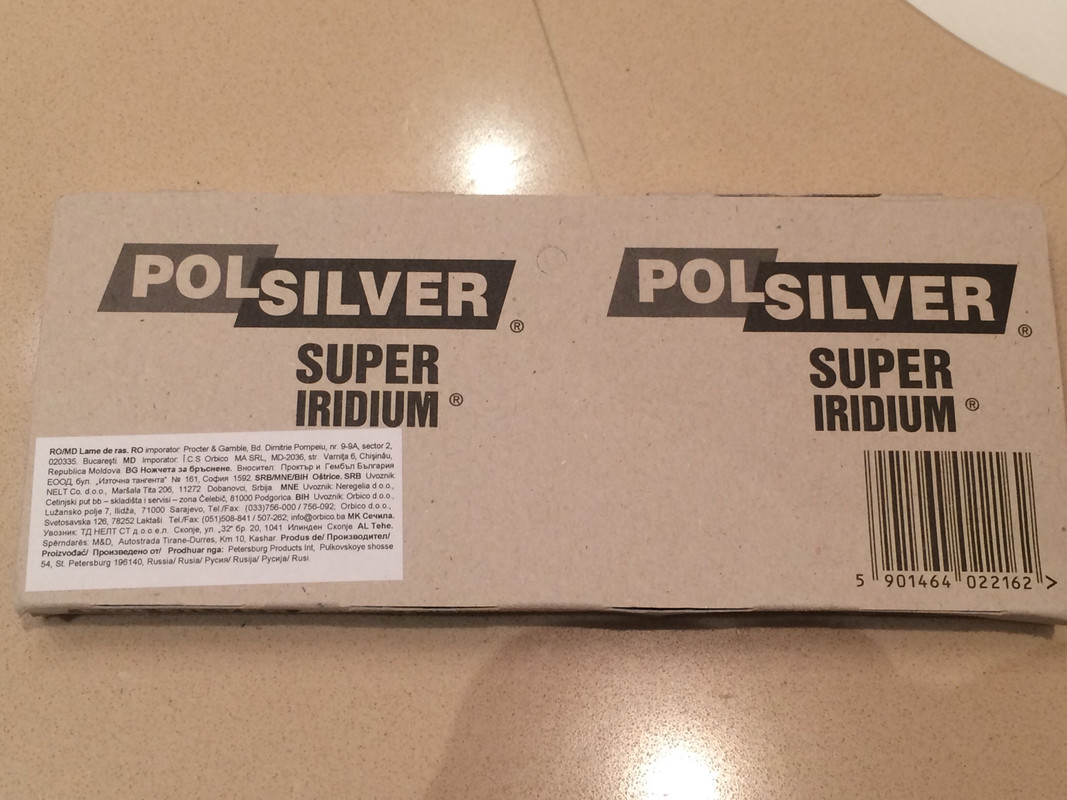 POLSILVER®
SUPER
IRIDIUM®
POLSILVER®
SUPER
IRIDIUM®
RO/MD Lame de ras. RO imporator: Procter & Gamble, Bd. Dimitrie Pompeiu, nr. 9-9A, sector 2,
020335. Bucareşti. MD Imporator. Î.C.S Orbico MA SRL, MD-2036, str. Varniţa 6, Chişinău,
Republica Moldova. BG Ножчета за бръснене. Вносител: Проктър и Гембъл България
ЕООД, бул. „Източна тангента" № 161, София 1592. SRB/MNE/BIH Oštrice. SRB Uvoznik:
NELT Co. d.o.o., Maršala Tita 206, 11272 Dobanovci, Srbija. MNE Uvoznik: Neregelia d.o.o.,
Cetinjski put bb – skladišta i servisi – zona Čelebić, 81000 Podgorica. BIH Uvoznik: Orbico d.o.o.,
Lužansko polje 7, Ilidža, 71000 Sarajevo, Tel./Fax: (033)756-000 / 756-092; Orbico d.o.o.,
Svetosavska 126, 78252 Laktaši Tel./Fax: (051)508-841 / 507-262; info@orbico.ba МК Сечила.
Увозник: ТД НЕЛТ СТ д.о.о.ел. Скопје, ул. „32" бр. 20, 1041 Илинден Скопје AL Tehe.
Shpërndarës: M&D, Autostrada Tirane-Durres, Km 10, Kashar. Produs de/ Производител/
Proizvođač/ Произведено от/ Prodhuar nga: Petersburg Products Int, Pulkovskoye shosse
54, St. Petersburg 196140, Russia/ Rusia/ Русия/ Rusija/ Русија/ Rusi.
5 901464 022162 >